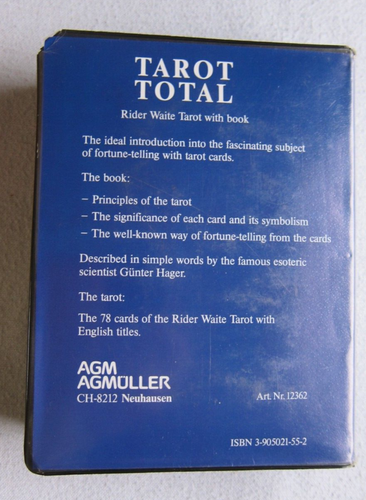 TAROT
TOTAL
Rider Waite Tarot with book
The ideal introduction into the fascinating subject
of fortune-telling with tarot cards.
The book:
– Principles of the tarot
– The significance of each card and its symbolism
– The well-known way of fortune-telling from the cards
Described in simple words by the famous esoteric
scientist Günter Hager.
The tarot:
The 78 cards of the Rider Waite Tarot with
English titles.
AGM
AGMÜLLER
CH-8212 Neuhausen
Art. Nr. 12362
ISBN 3-905021-55-2